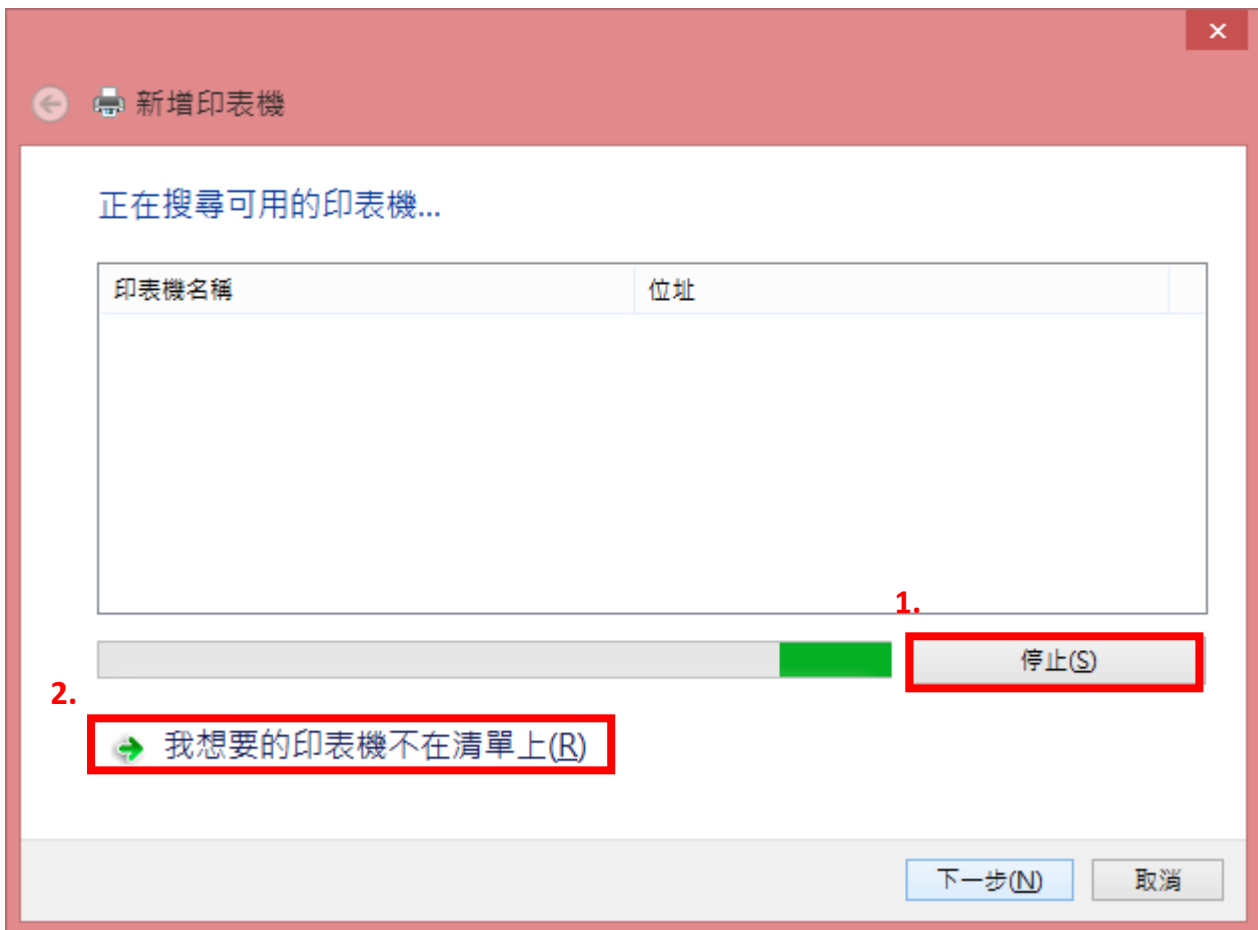 新增印表機
正在搜尋可用的印表機...
印表機名稱 位址
1.
停止(S)
2.
我想要的印表機不在清單上(R)
下一步(N) 取消